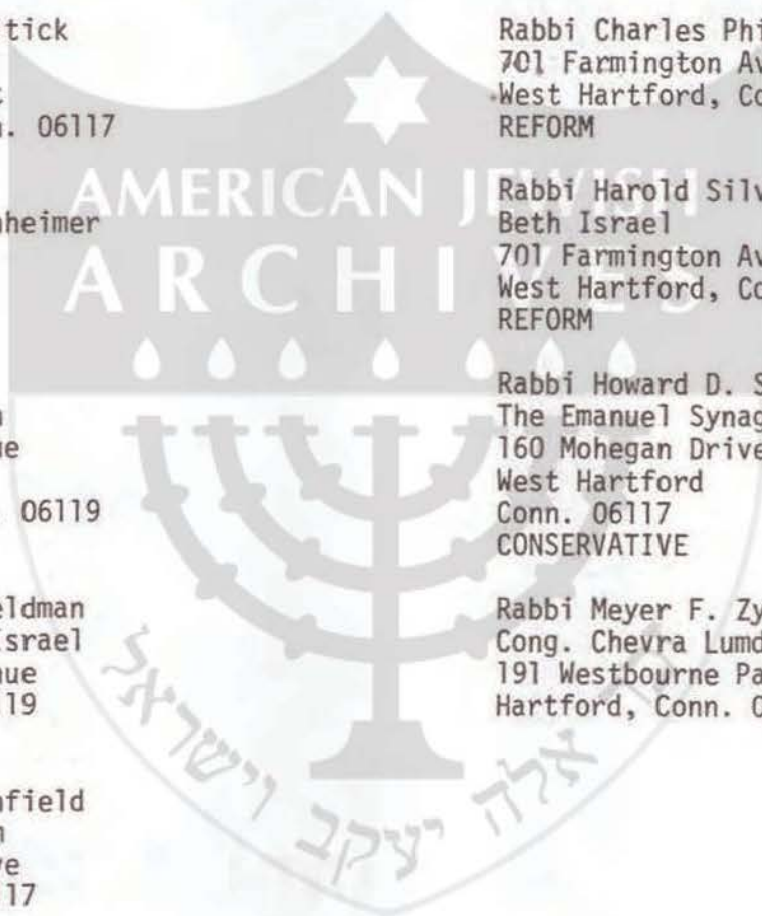 tick
. 06117
heimer
ue
06119
eldman
Israel
nue
19
nfield
ve
17
Rabbi Charles Phi
701 Farmington Av
West Hartford, Co
REFORM
Rabbi Harold Silv
Beth Israel
701 Farmington Av
West Hartford, Co
REFORM
Rabbi Howard D. S
The Emanuel Synag
160 Mohegan Drive
West Hartford
Conn. 06117
CONSERVATIVE
Rabbi Meyer F. Zy
Cong. Chevra Lumd
191 Westbourne Pa
Hartford, Conn. 0
AMERICAN JEWISH
ARCHIVES
אלה יעקב וישראל